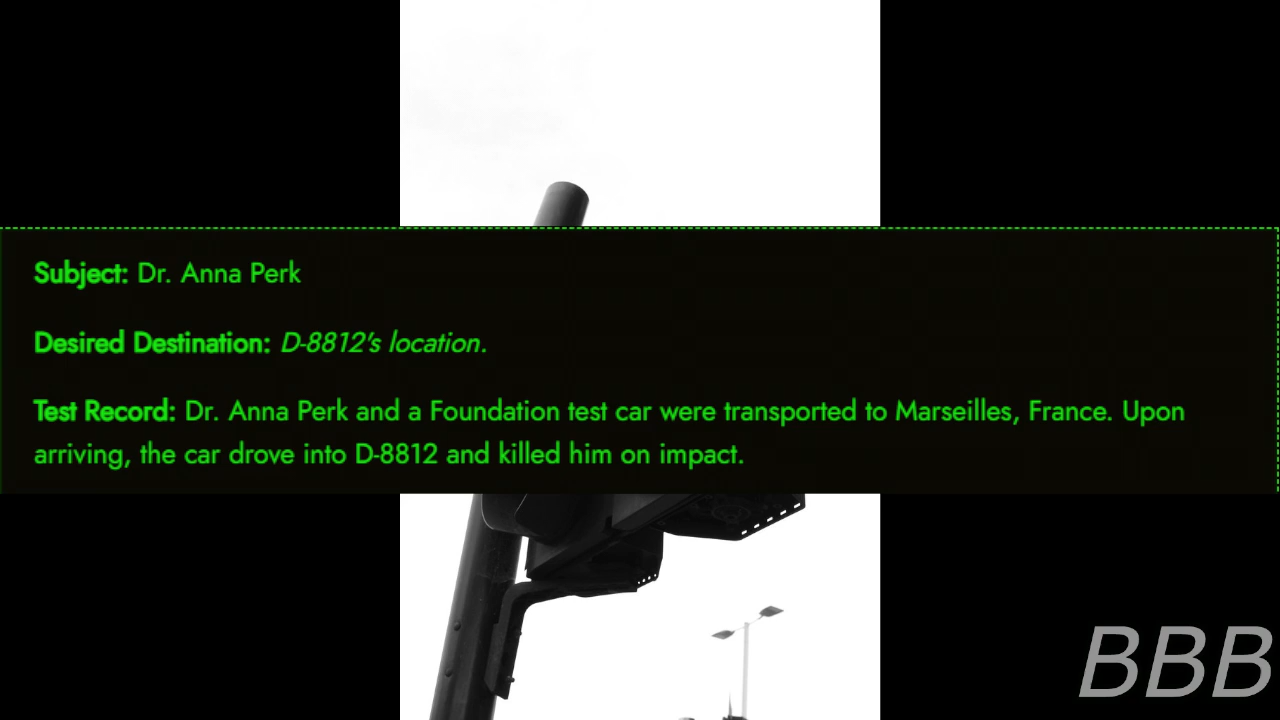 Subject: Dr. Anna Perk
Desired Destination: D-8812's location.
Test Record: Dr. Anna Perk and a Foundation test car were transported to Marseilles, France. Upon
arriving, the car drove into D-8812 and killed him on impact.
BBB